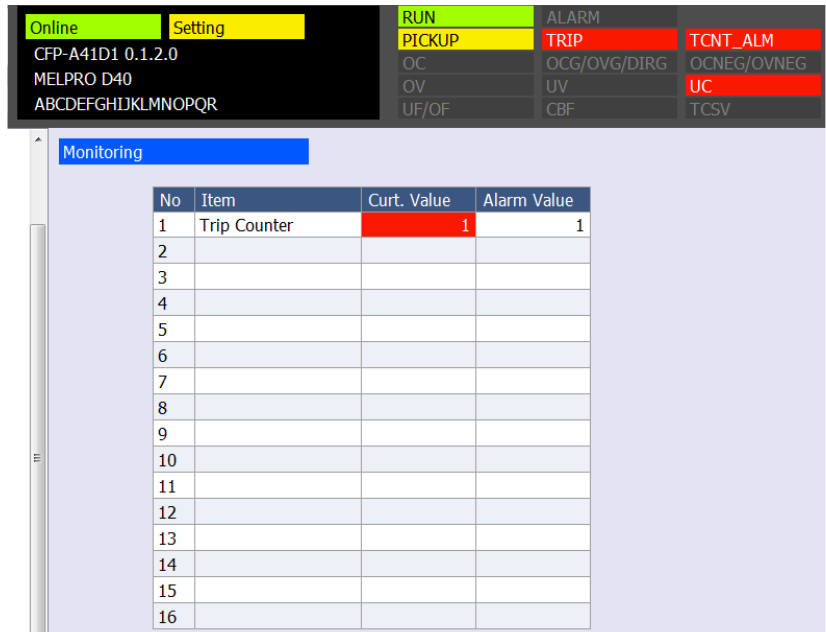 Online Setting
CFP-A41D1 0.1.2.0
MELPRO D40
ABCDEFGHIJKLMNOPQR
RUN ALARM
PICKUP TRIP TCNT_ALM
OC OCG/OVG/DIRG OCNEG/OVNEG
OV UV UC
UF/OF CBF TCSV
Monitoring
No Item Curt. Value Alarm Value
1 Trip Counter 1 1
2
3
4
5
6
7
8
9
10
11
12
13
14
15
16